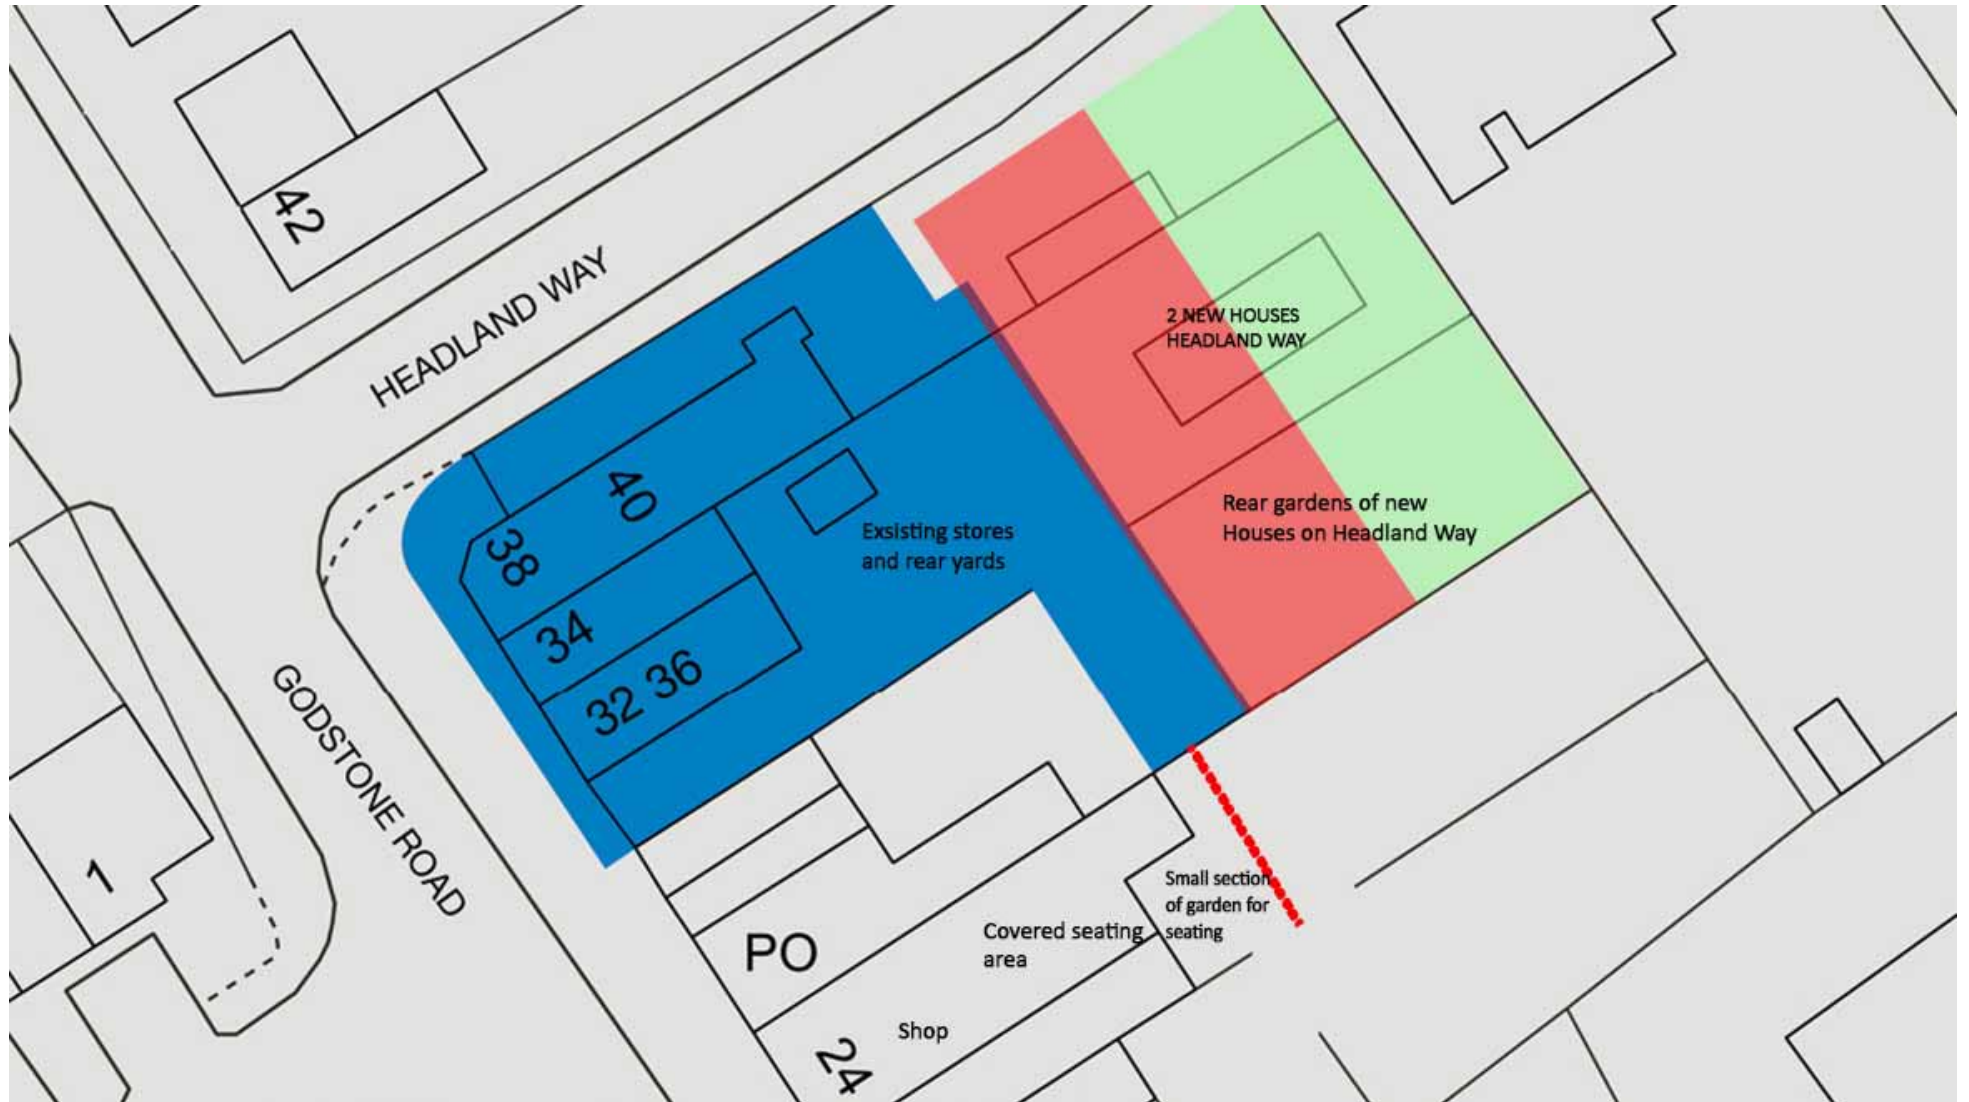 42
HEADLAND WAY
2 NEW HOUSES
HEADLAND WAY
40
38
Exsisting stores
and rear yards
Rear gardens of new
Houses on Headland Way
34
32 36
GODSTONE ROAD
1
PO
Covered seating
area
Small section
of garden for
seating
Shop
24